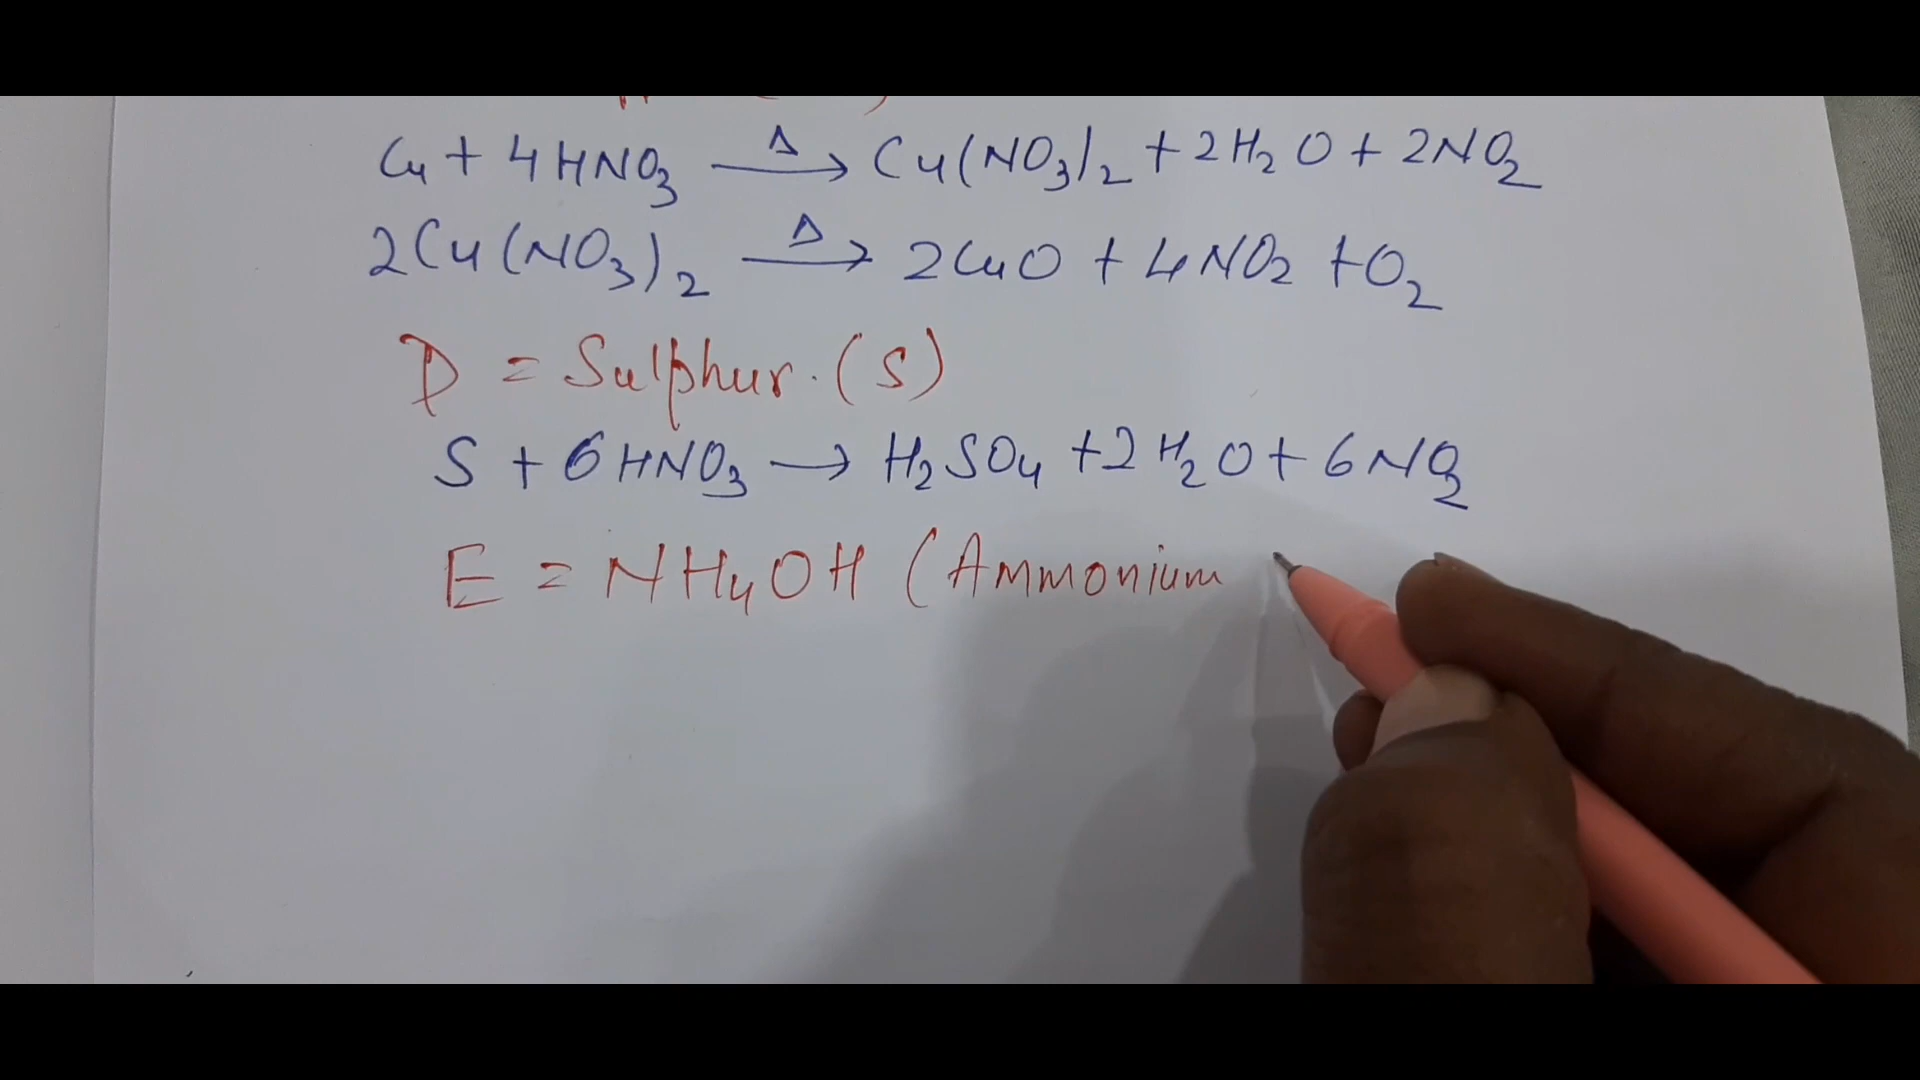 Cu + 4HNO3 —Δ→ Cu(NO3)2 + 2H2O + 2NO2
2Cu(NO3)2 —Δ→ 2CuO + 4NO2 + O2
D = Sulphur. (S)
S + 6HNO3 → H2SO4 + 2H2O + 6NO2
E = NH4OH (Ammonium